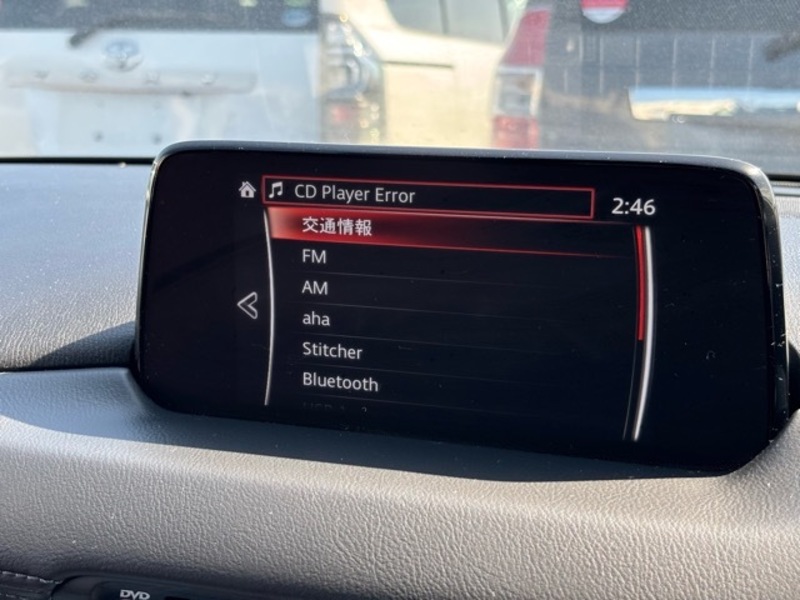 CD Player Error
2:46
交通情報
FM
AM
aha
Stitcher
Bluetooth
DVD